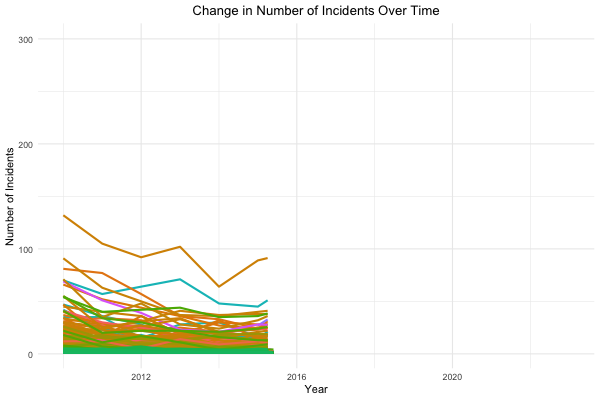 Change in Number of Incidents Over Time
300
200
100
0
Number of Incidents
2012
2016
2020
Year